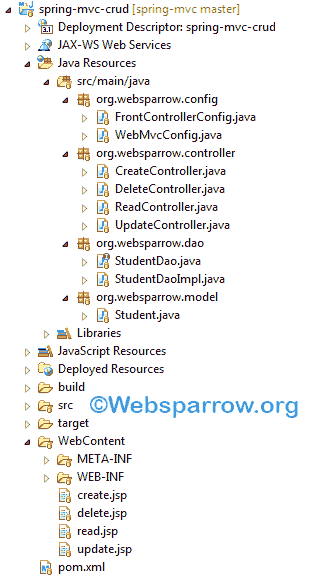 spring-mvc-crud [spring-mvc master]
Deployment Descriptor: spring-mvc-crud
JAX-WS Web Services
Java Resources
src/main/java
org.websparrow.config
FrontControllerConfig.java
WebMvcConfig.java
org.websparrow.controller
CreateController.java
DeleteController.java
ReadController.java
UpdateController.java
org.websparrow.dao
StudentDao.java
StudentDaoImpl.java
org.websparrow.model
Student.java
Libraries
JavaScript Resources
Deployed Resources
build
src ©Websparrow.org
target
WebContent
META-INF
WEB-INF
create.jsp
delete.jsp
read.jsp
update.jsp
pom.xml